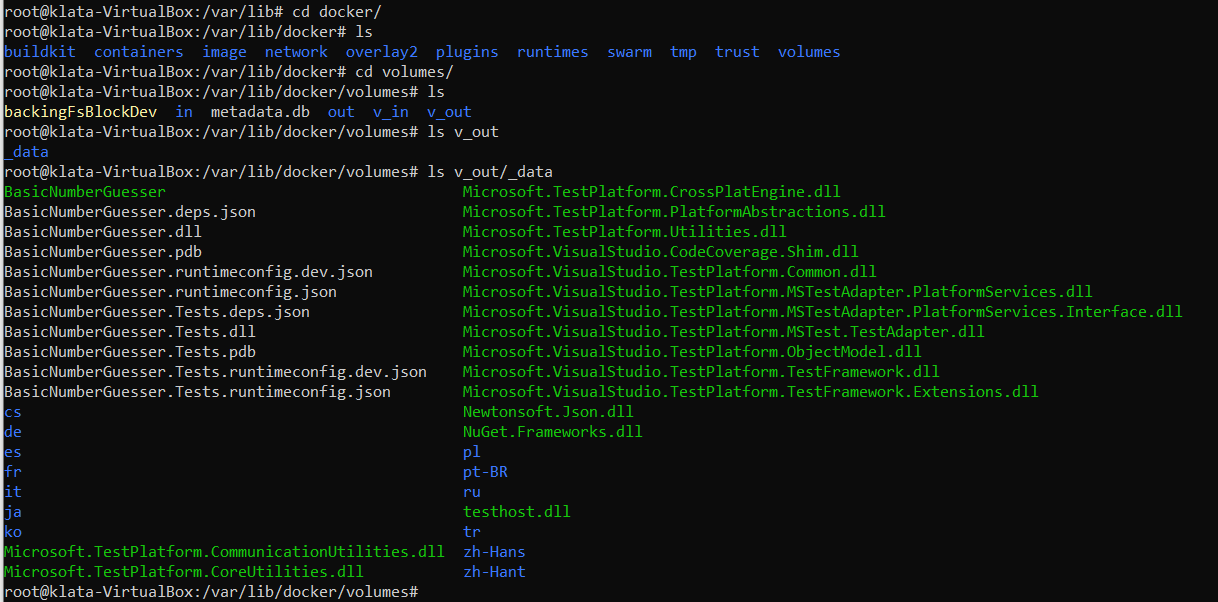 root@klata-VirtualBox:/var/lib# cd docker/
root@klata-VirtualBox:/var/lib/docker# ls
buildkit  containers  image  network  overlay2  plugins  runtimes  swarm  tmp  trust  volumes
root@klata-VirtualBox:/var/lib/docker# cd volumes/
root@klata-VirtualBox:/var/lib/docker/volumes# ls
backingFsBlockDev  in  metadata.db  out  v_in  v_out
root@klata-VirtualBox:/var/lib/docker/volumes# ls v_out
_data
root@klata-VirtualBox:/var/lib/docker/volumes# ls v_out/_data
BasicNumberGuesser                               Microsoft.TestPlatform.CrossPlatEngine.dll
BasicNumberGuesser.deps.json                     Microsoft.TestPlatform.PlatformAbstractions.dll
BasicNumberGuesser.dll                           Microsoft.TestPlatform.Utilities.dll
BasicNumberGuesser.pdb                           Microsoft.VisualStudio.CodeCoverage.Shim.dll
BasicNumberGuesser.runtimeconfig.dev.json        Microsoft.VisualStudio.TestPlatform.Common.dll
BasicNumberGuesser.runtimeconfig.json            Microsoft.VisualStudio.TestPlatform.MSTestAdapter.PlatformServices.dll
BasicNumberGuesser.Tests.deps.json               Microsoft.VisualStudio.TestPlatform.MSTestAdapter.PlatformServices.Interface.dll
BasicNumberGuesser.Tests.dll                     Microsoft.VisualStudio.TestPlatform.MSTest.TestAdapter.dll
BasicNumberGuesser.Tests.pdb                     Microsoft.VisualStudio.TestPlatform.ObjectModel.dll
BasicNumberGuesser.Tests.runtimeconfig.dev.json  Microsoft.VisualStudio.TestPlatform.TestFramework.dll
BasicNumberGuesser.Tests.runtimeconfig.json      Microsoft.VisualStudio.TestPlatform.TestFramework.Extensions.dll
cs                                               Newtonsoft.Json.dll
de                                               NuGet.Frameworks.dll
es                                               pl
fr                                               pt-BR
it                                               ru
ja                                               testhost.dll
ko                                               tr
Microsoft.TestPlatform.CommunicationUtilities.dll  zh-Hans
Microsoft.TestPlatform.CoreUtilities.dll         zh-Hant
root@klata-VirtualBox:/var/lib/docker/volumes#